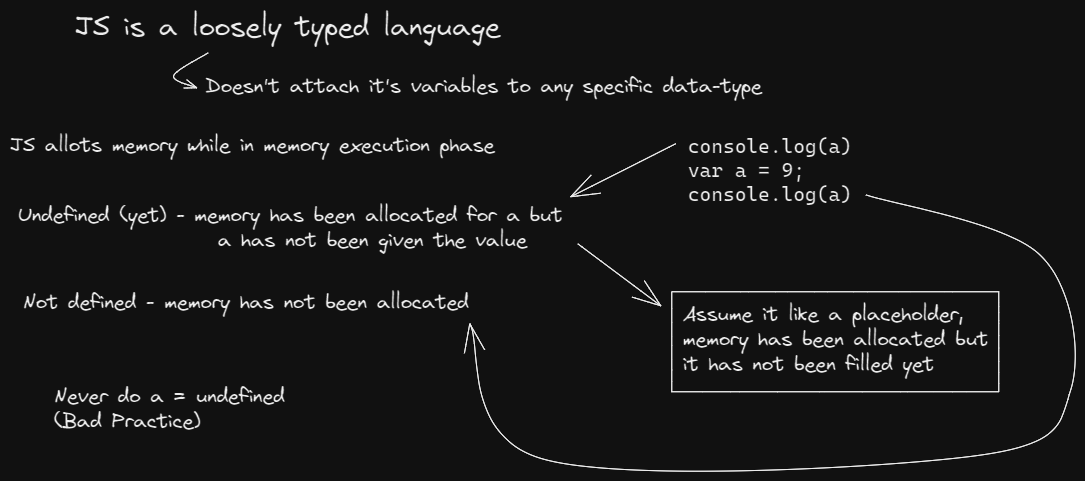 JS is a loosely typed language
Doesn't attach it's variables to any specific data-type
JS allots memory while in memory execution phase
console.log(a)
var a = 9;
console.log(a)
Undefined (yet) - memory has been allocated for a but
a has not been given the value
Not defined - memory has not been allocated
Assume it like a placeholder,
memory has been allocated but
it has not been filled yet
Never do a = undefined
(Bad Practice)